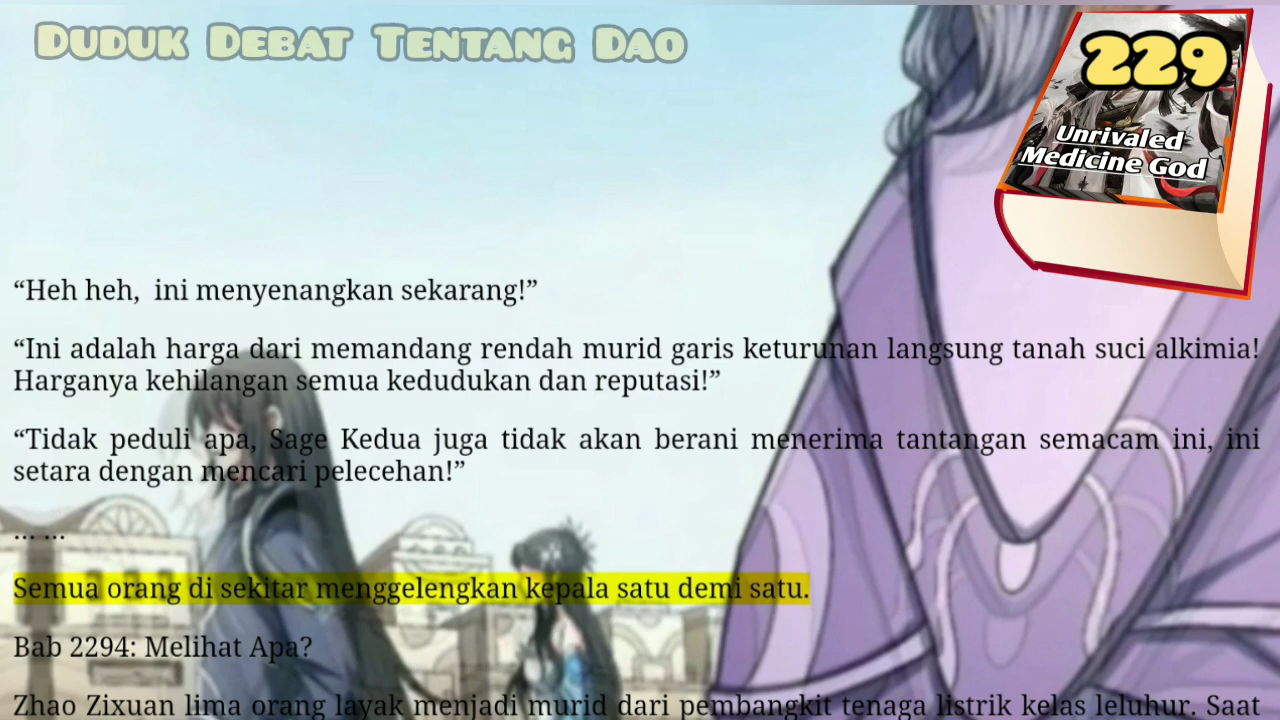 Duduk Debat Tentang Dao
229
Unrivaled
Medicine God
“Heh heh,  ini menyenangkan sekarang!”
“Ini adalah harga dari memandang rendah murid garis keturunan langsung tanah suci alkimia!
Harganya kehilangan semua kedudukan dan reputasi!”
“Tidak peduli apa, Sage Kedua juga tidak akan berani menerima tantangan semacam ini, ini
setara dengan mencari pelecehan!”
... ...
Semua orang di sekitar menggelengkan kepala satu demi satu.
Bab 2294: Melihat Apa?
Zhao Zixuan lima orang layak menjadi murid dari pembangkit tenaga listrik kelas leluhur. Saat